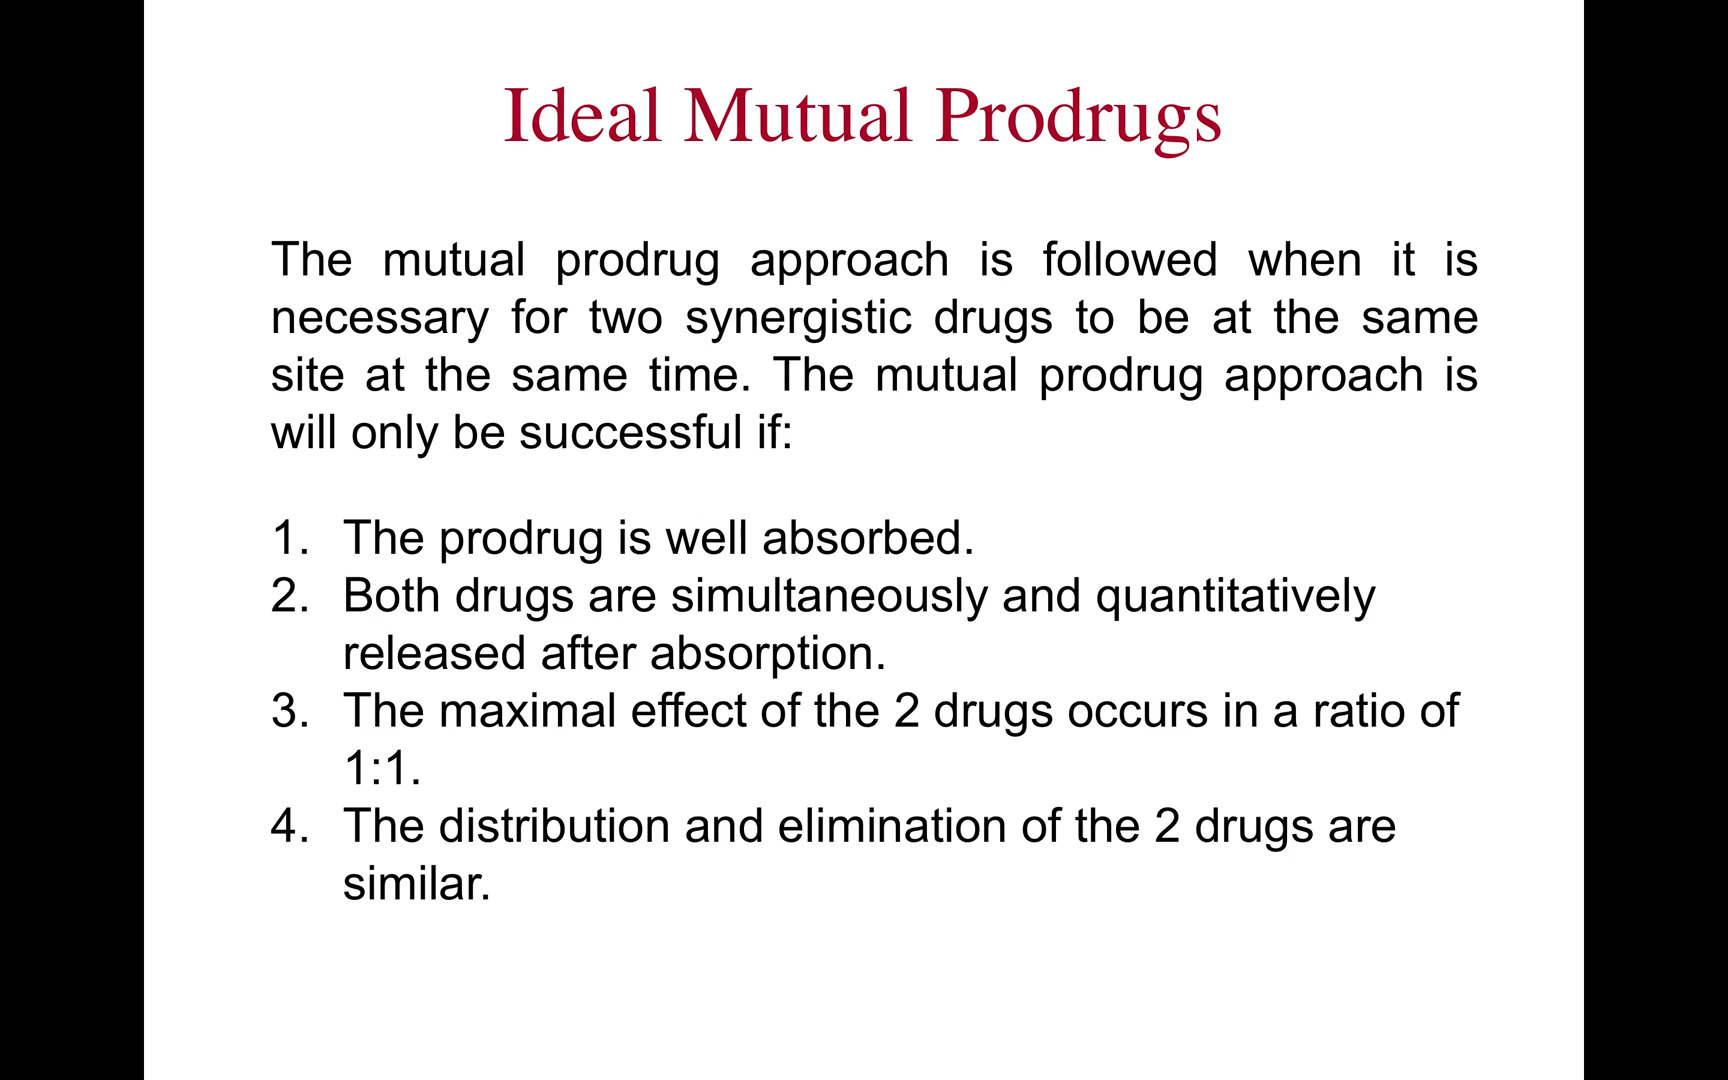 Ideal Mutual Prodrugs
The mutual prodrug approach is followed when it is
necessary for two synergistic drugs to be at the same
site at the same time. The mutual prodrug approach is
will only be successful if:
1. The prodrug is well absorbed.
2. Both drugs are simultaneously and quantitatively
released after absorption.
3. The maximal effect of the 2 drugs occurs in a ratio of
1:1.
4. The distribution and elimination of the 2 drugs are
similar.